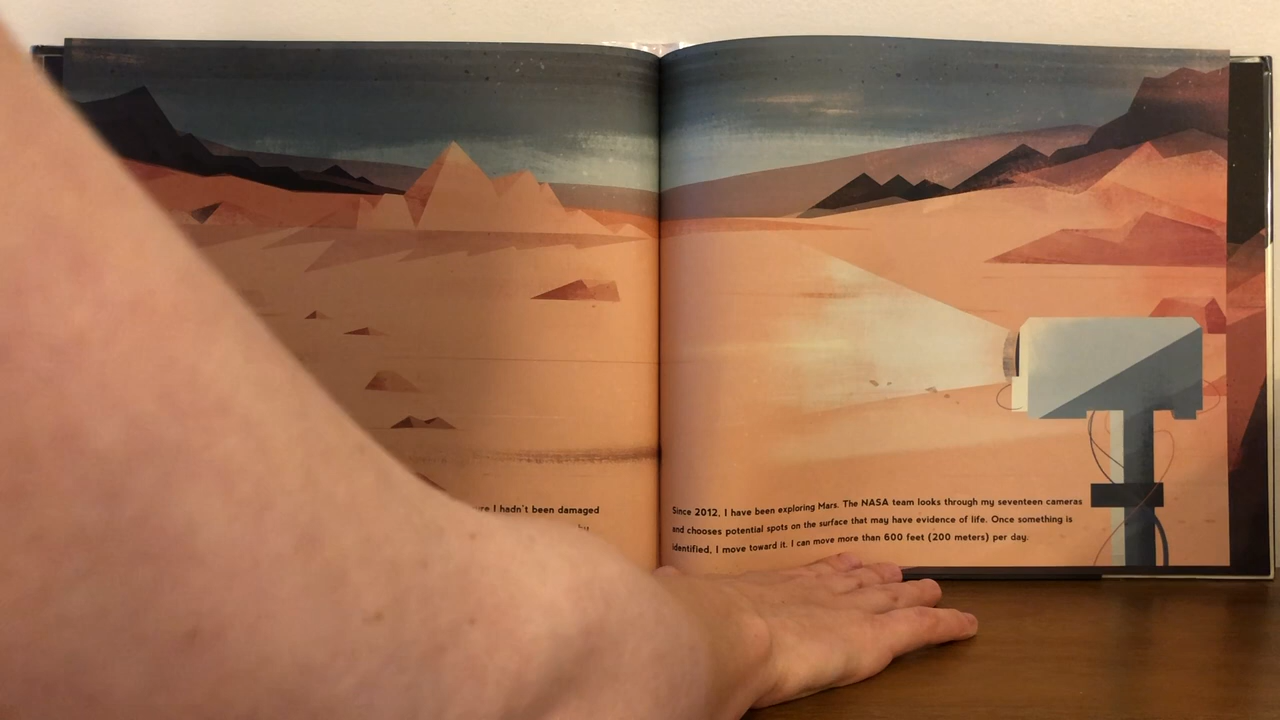 I hadn't been damaged
by
Since 2012, I have been exploring Mars. The NASA team looks through my seventeen cameras
and chooses potential spots on the surface that may have evidence of life. Once something is
identified, I move toward it. I can move more than 600 feet (200 meters) per day.